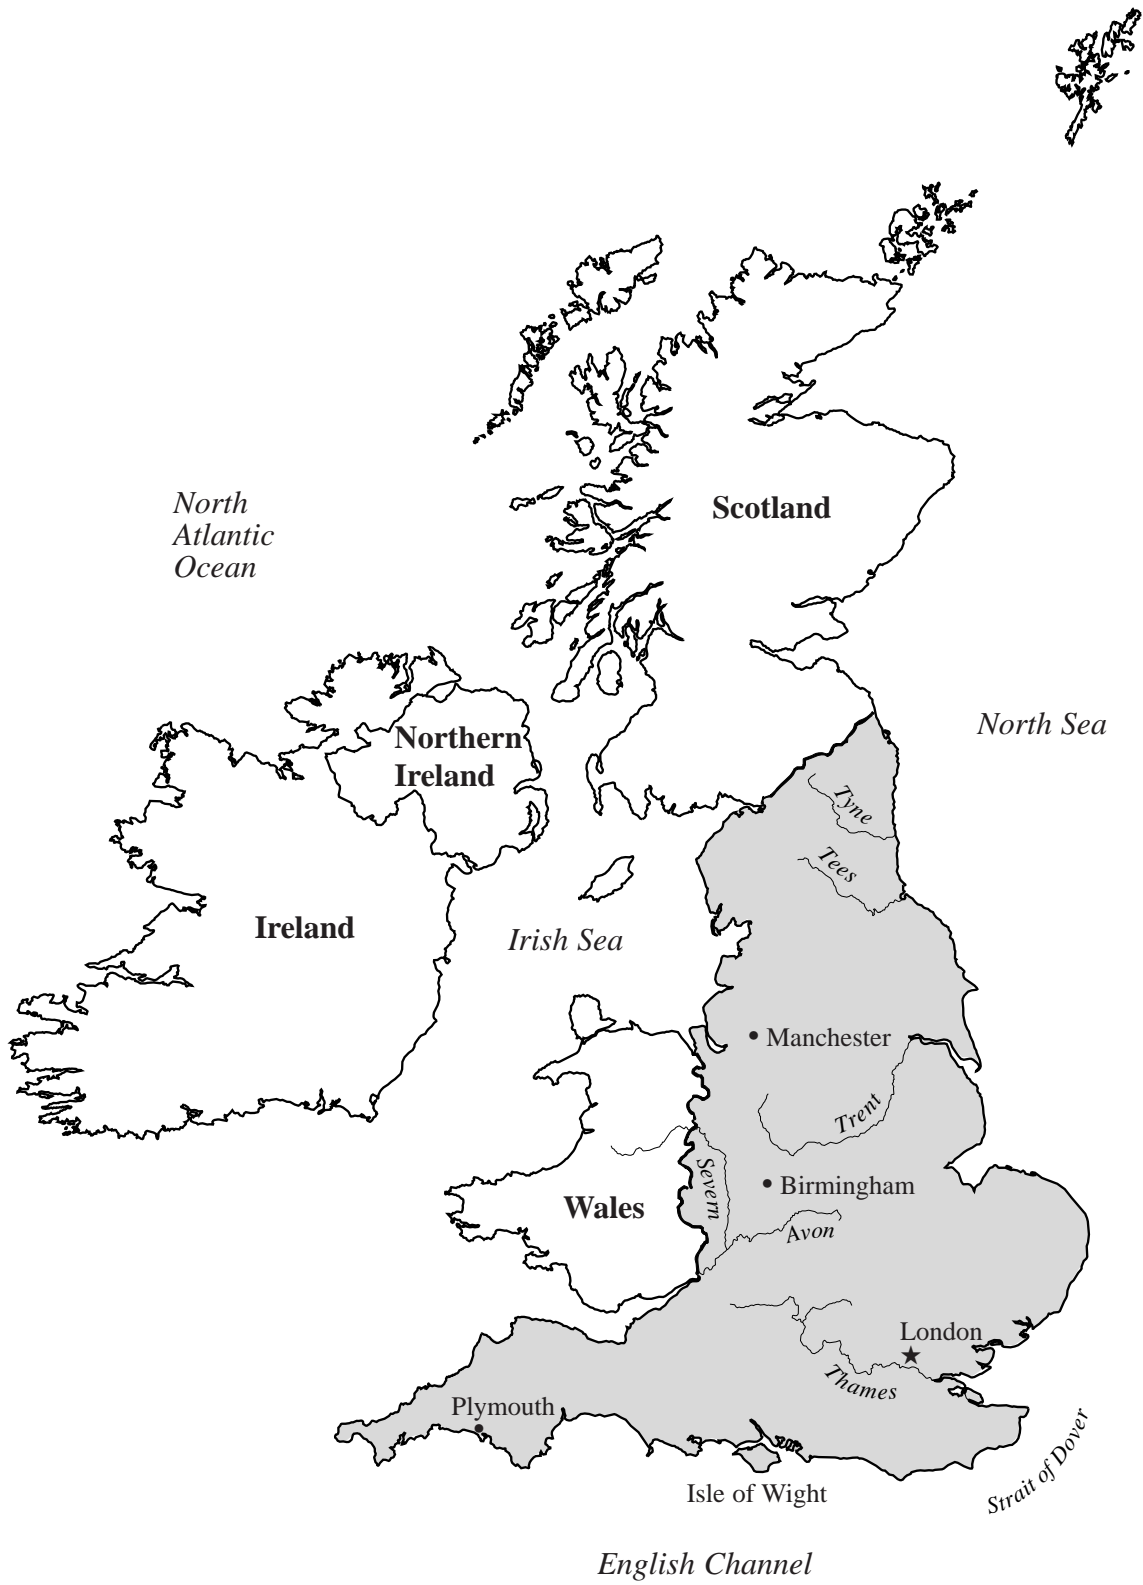 North
Atlantic
Ocean
Scotland
North Sea
Northern
Ireland
Tyne
Tees
Ireland
Irish Sea
Manchester
Trent
Severn
Birmingham
Wales
Avon
London
Thames
Plymouth
Strait of Dover
Isle of Wight
English Channel